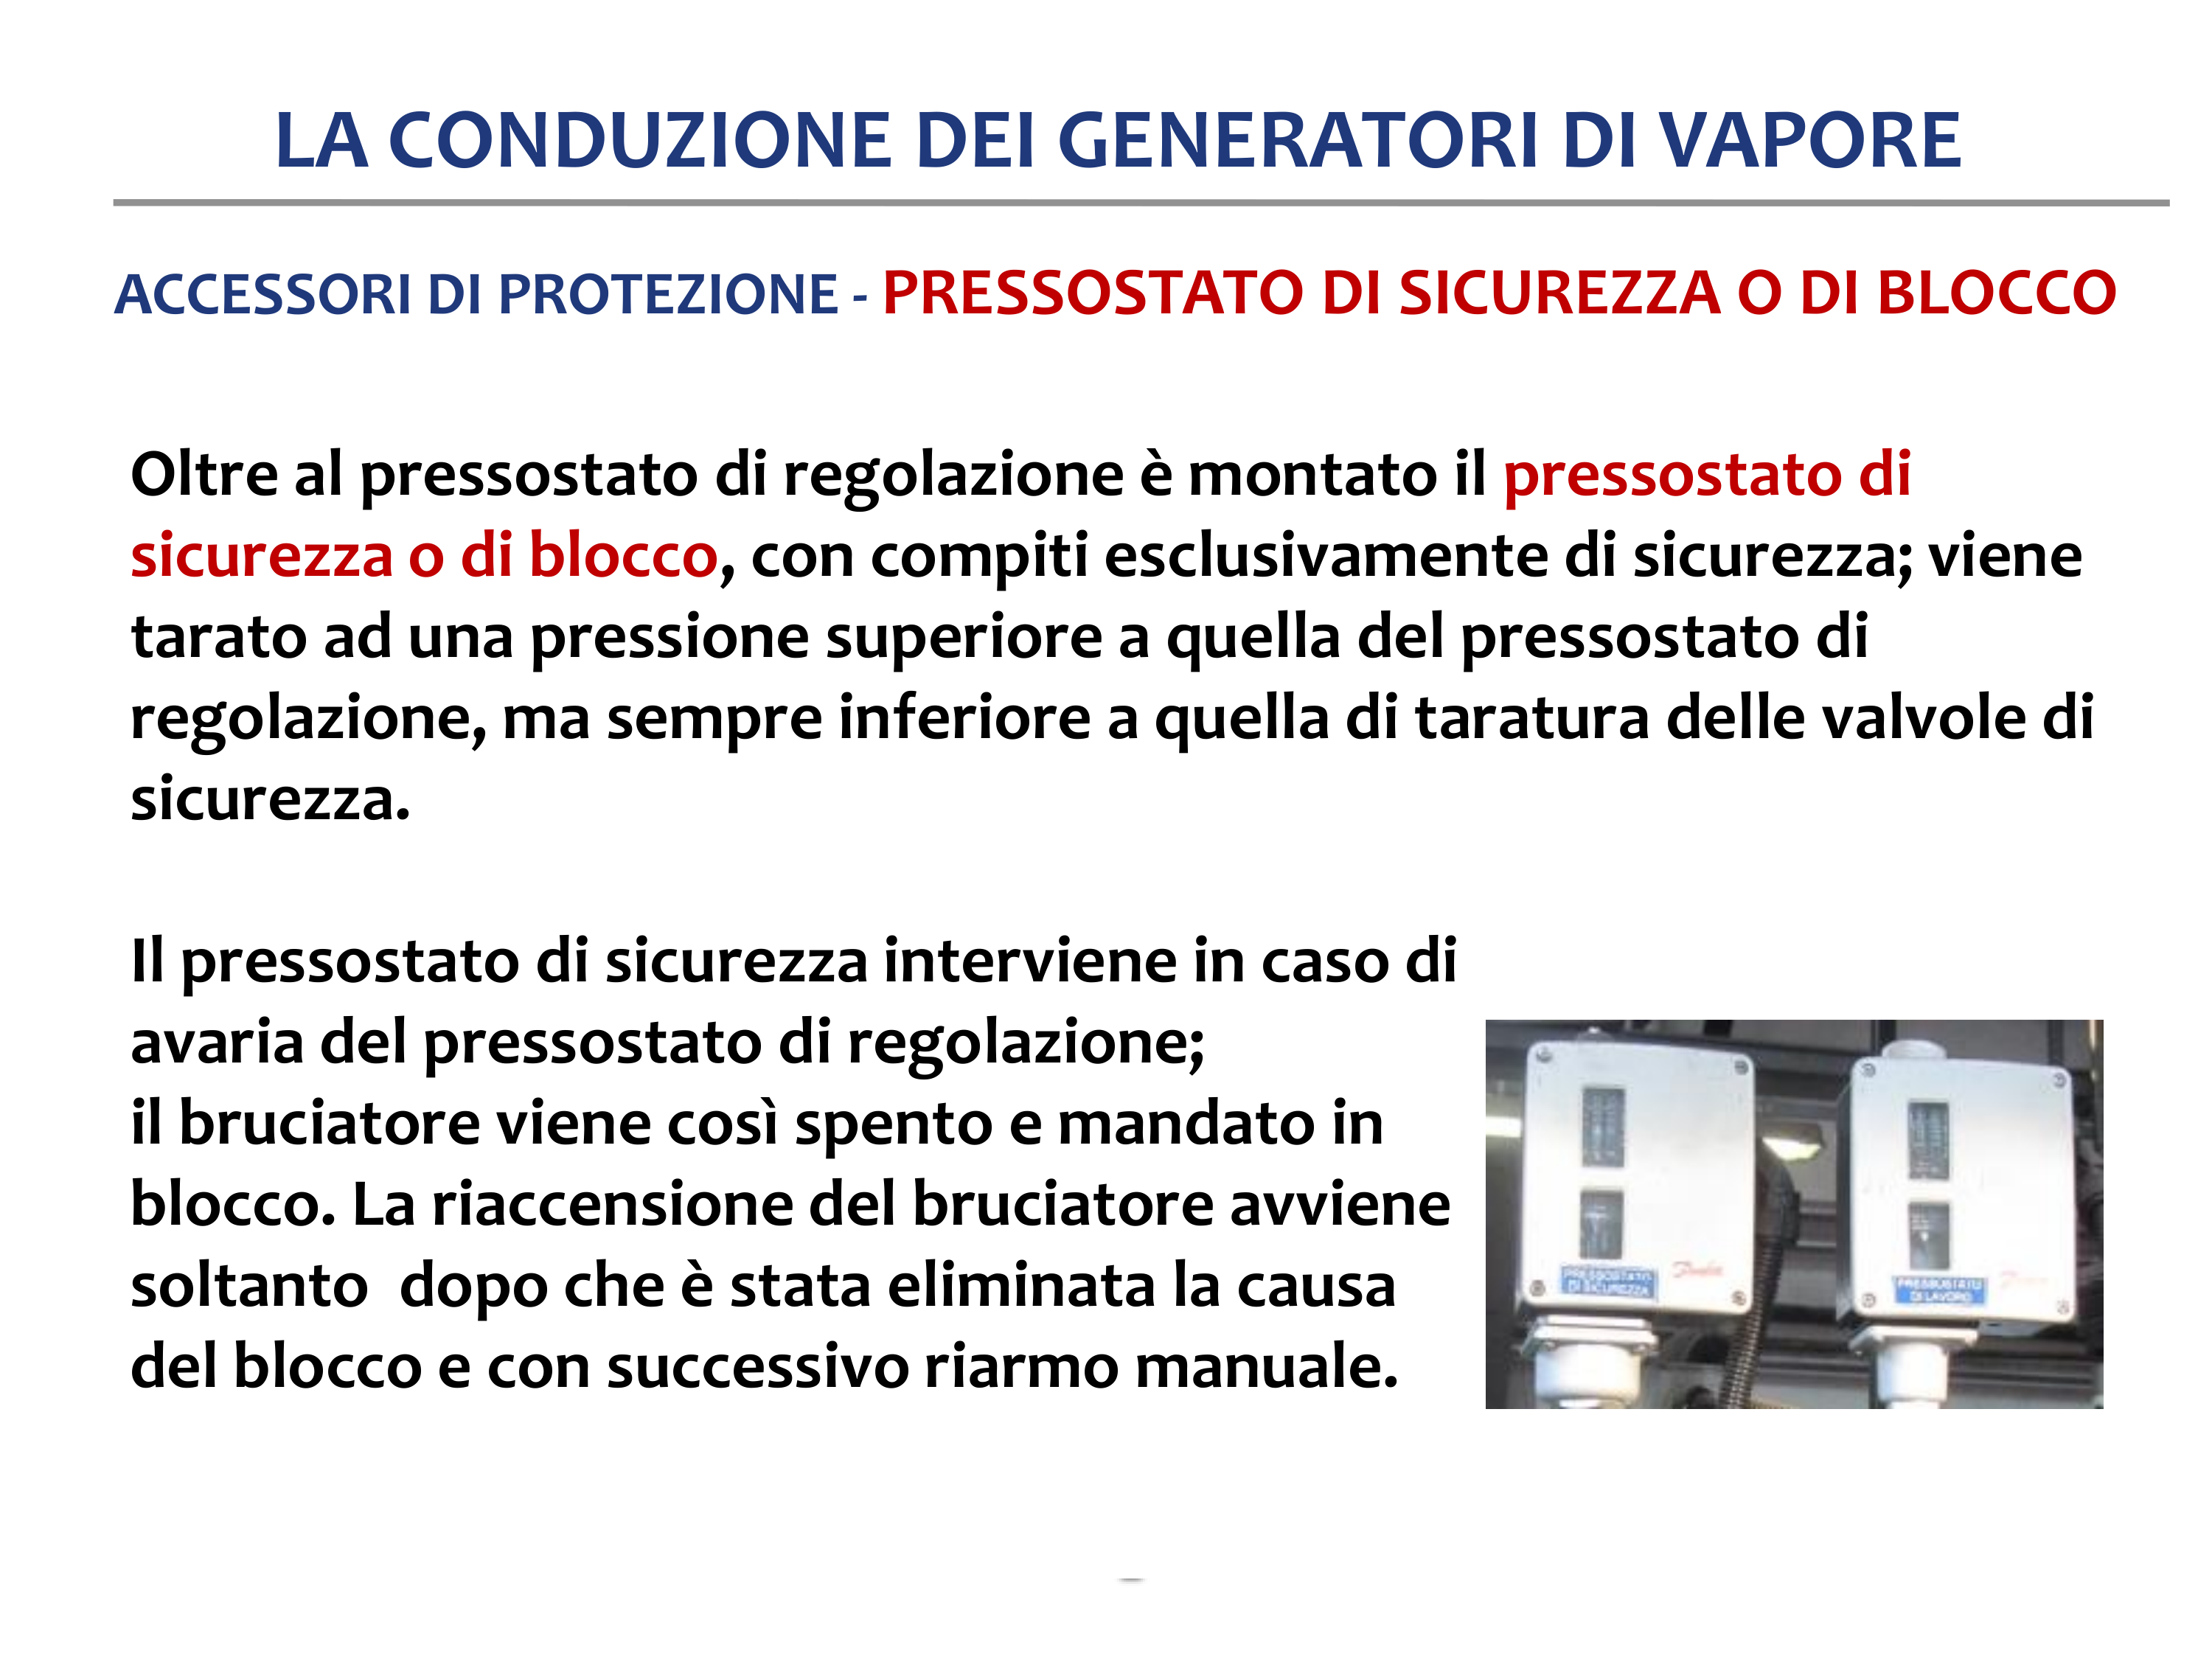 LA CONDUZIONE DEI GENERATORI DI VAPORE
ACCESSORI DI PROTEZIONE - PRESSOSTATO DI SICUREZZA O DI BLOCCO
Oltre al pressostato di regolazione è montato il pressostato di
sicurezza o di blocco, con compiti esclusivamente di sicurezza; viene
tarato ad una pressione superiore a quella del pressostato di
regolazione, ma sempre inferiore a quella di taratura delle valvole di
sicurezza.
Il pressostato di sicurezza interviene in caso di
avaria del pressostato di regolazione;
il bruciatore viene così spento e mandato in
blocco. La riaccensione del bruciatore avviene
soltanto  dopo che è stata eliminata la causa
del blocco e con successivo riarmo manuale.
PRESSOSTATO
DI SICUREZZA
Danfoss
PRESSOSTATO
DI LAVORO